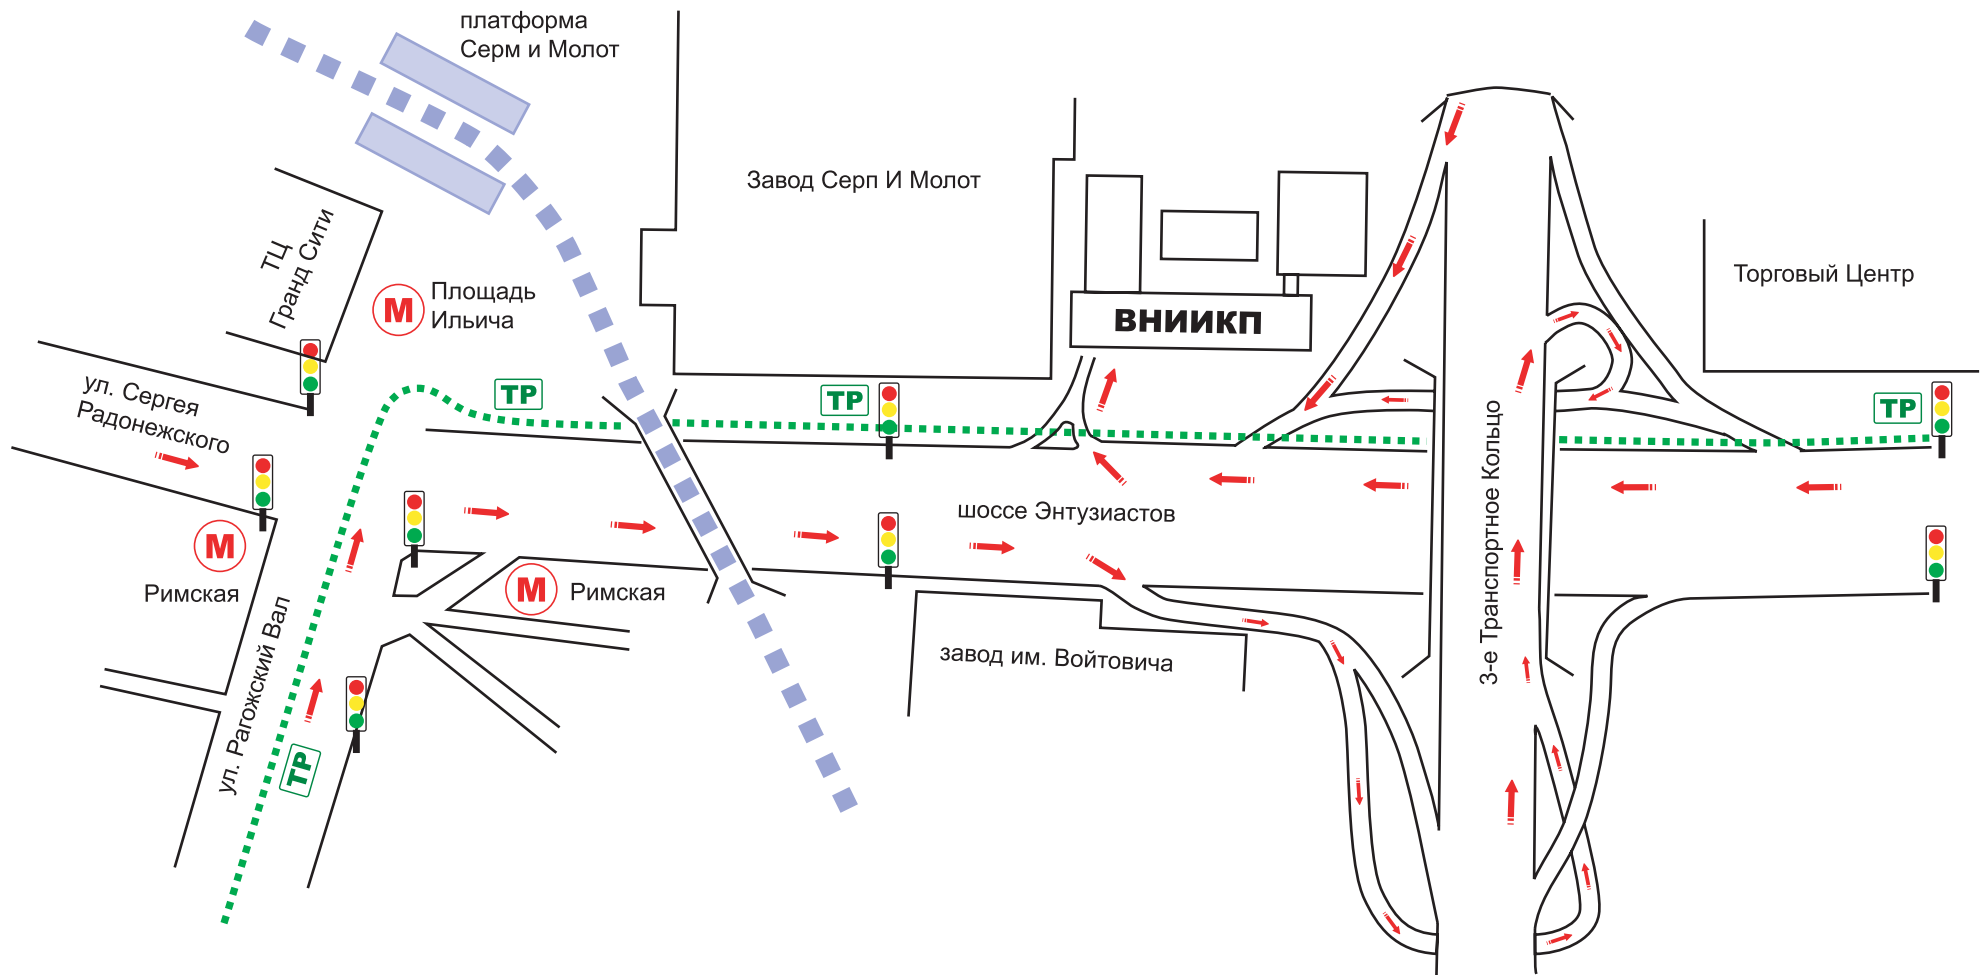 платформа
Серм и Молот
Завод Серп И Молот
ТЦ
Гранд Сити
М
Площадь
Ильича
ВНИИКП
Торговый Центр
ул. Сергея
Радонежского
ТР
ТР
ТР
М
Римская
М
Римская
шоссе Энтузиастов
3-е Транспортное Кольцо
завод им. Войтовича
ул. Рагожский Вал
ТР